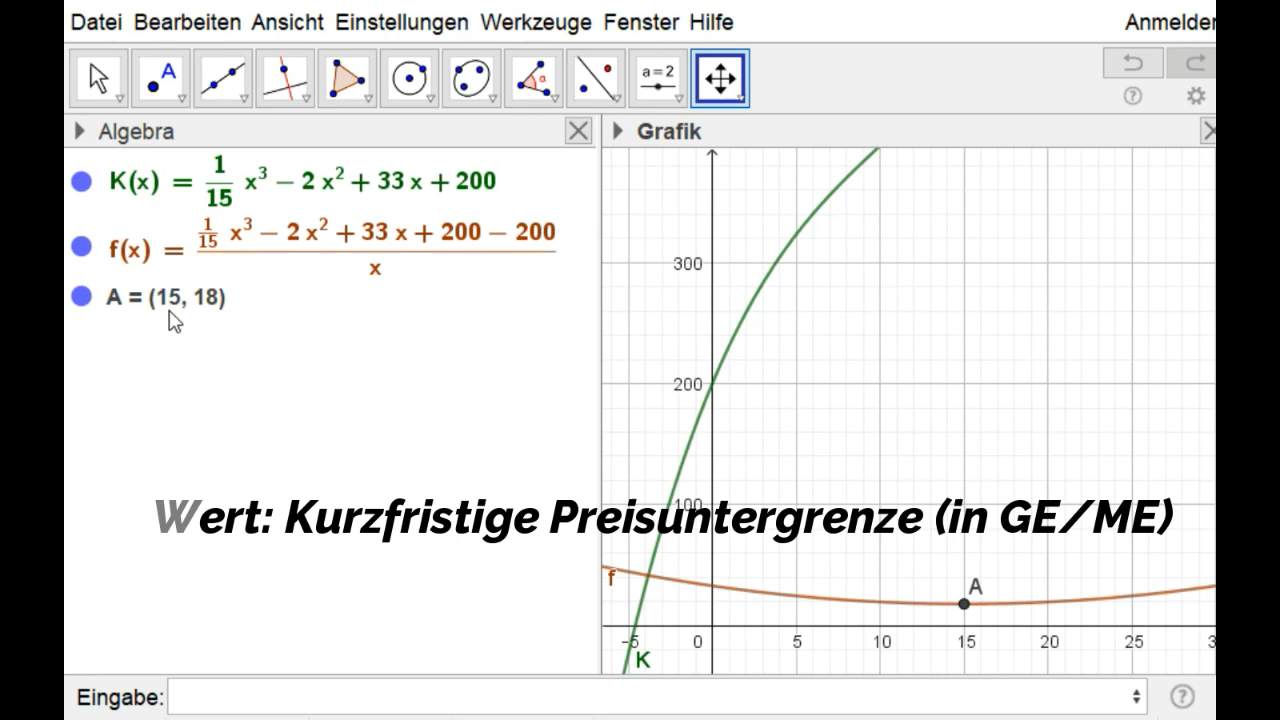 Datei Bearbeiten Ansicht Einstellungen Werkzeuge Fenster Hilfe Anmelder
A α a=2
Algebra
Grafik
K(x) = 1/15 x³ − 2 x² + 33 x + 200
f(x) = (1/15 x³ − 2 x² + 33 x + 200 − 200)/x
A = (15, 18)
300
200
100
Wert: Kurzfristige Preisuntergrenze (in GE/ME)
f
A
-5 0 5 10 15 20 25 3
K
Eingabe: